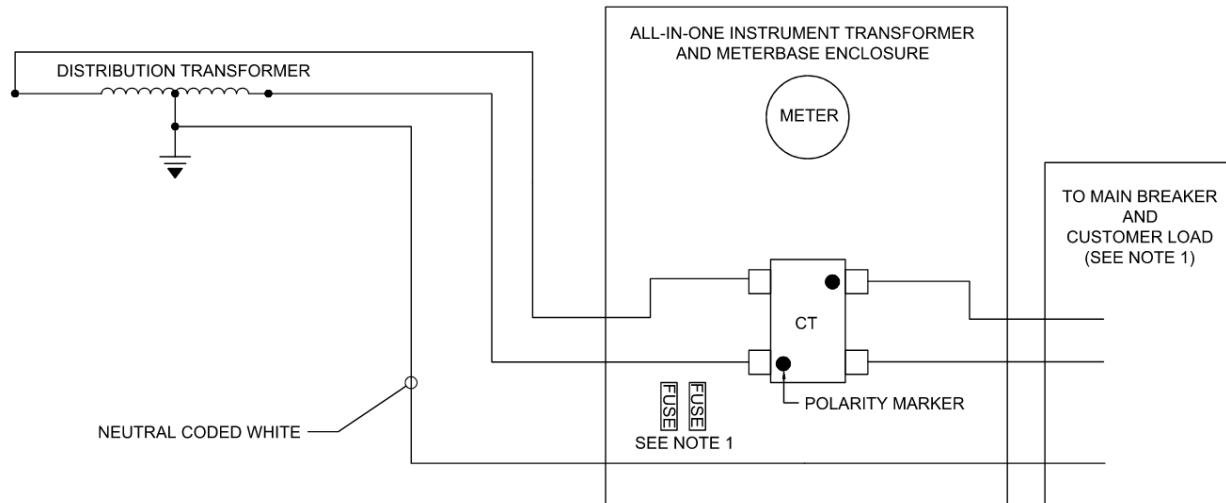 ALL-IN-ONE INSTRUMENT TRANSFORMER
AND METERBASE ENCLOSURE
DISTRIBUTION TRANSFORMER
METER
TO MAIN BREAKER
AND
CUSTOMER LOAD
(SEE NOTE 1)
CT
FUSE
FUSE
POLARITY MARKER
SEE NOTE 1
NEUTRAL CODED WHITE